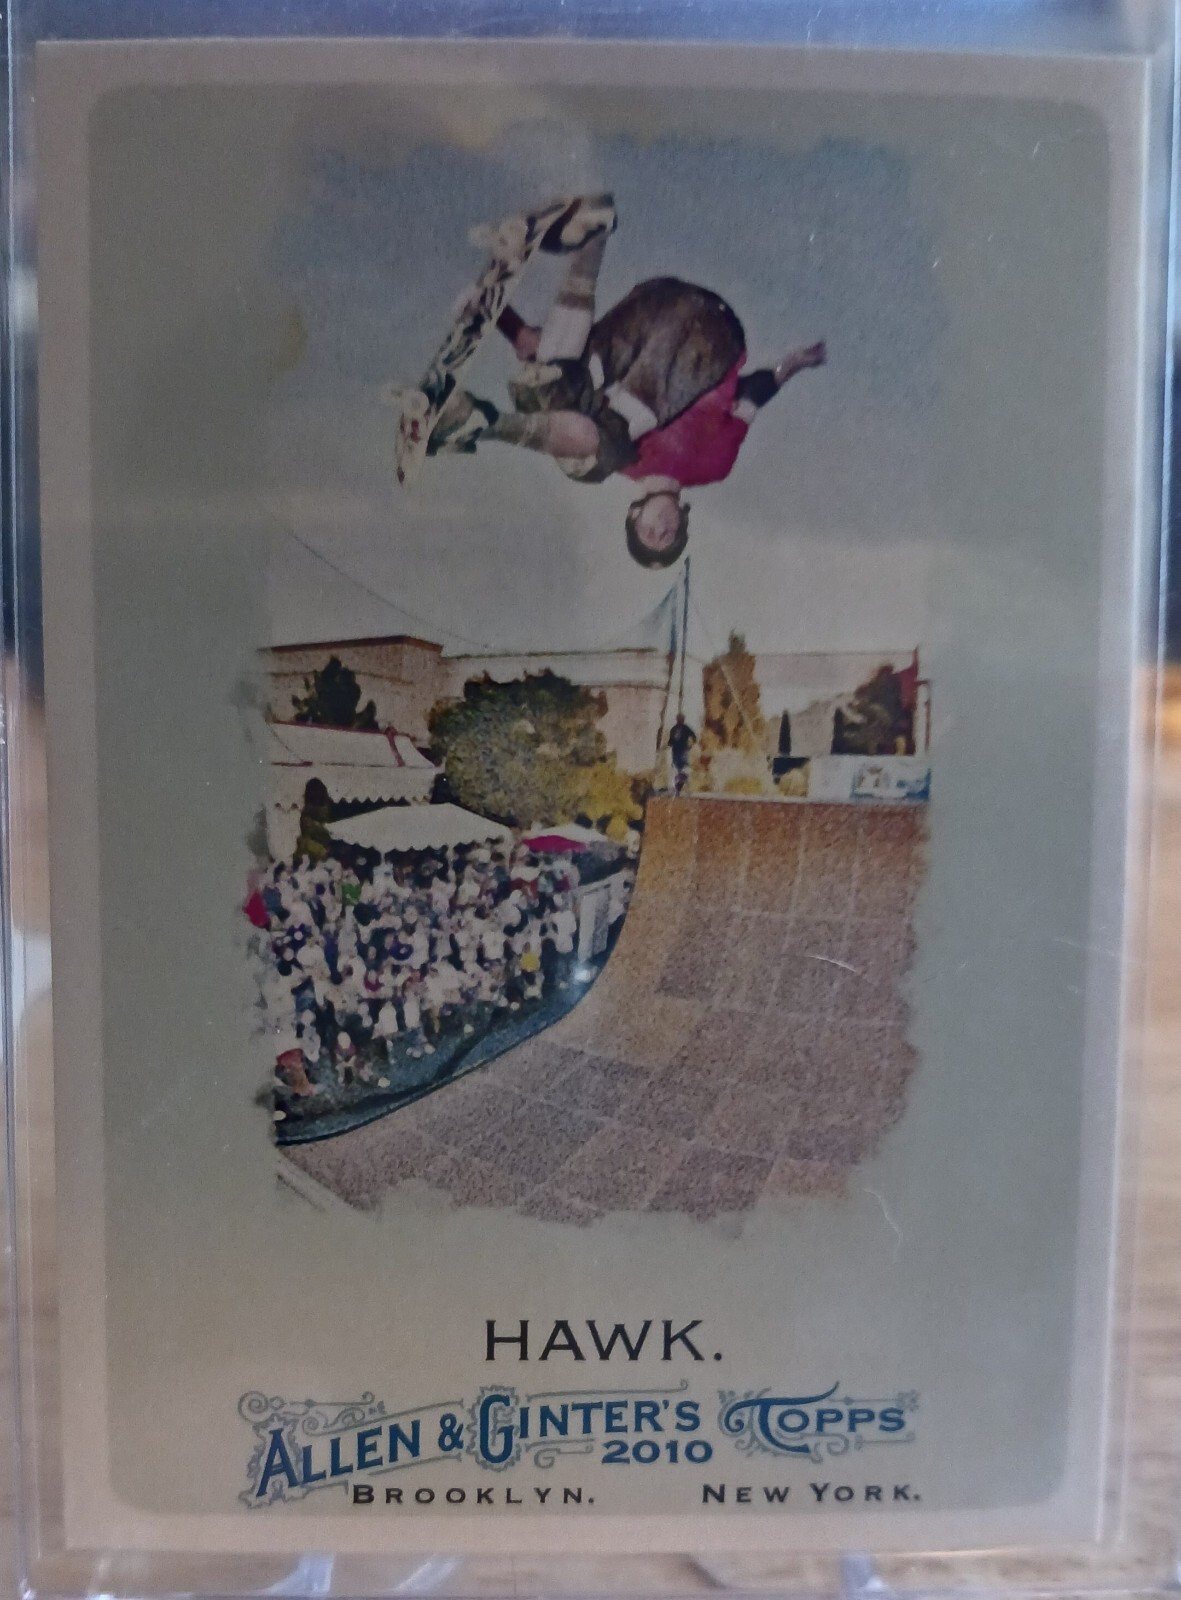 HAWK.
ALLEN & GINTER'S TOPPS
2010
BROOKLYN. NEW YORK.